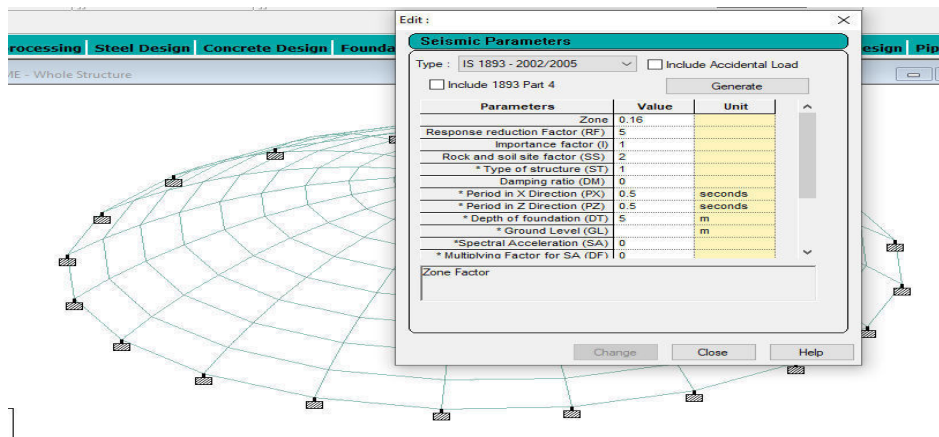 Edit :
rocessing Steel Design Concrete Design Founda
esign Pip
ME - Whole Structure
Seismic Parameters
Type : IS 1893 - 2002/2005 Include Accidental Load
Include 1893 Part 4 Generate
Parameters Value Unit
Zone 0.16
Response reduction Factor (RF) 5
Importance factor (I) 1
Rock and soil site factor (SS) 2
* Type of structure (ST) 1
Damping ratio (DM) 0
* Period in X Direction (PX) 0.5 seconds
* Period in Z Direction (PZ) 0.5 seconds
* Depth of foundation (DT) 5 m
* Ground Level (GL) m
*Spectral Acceleration (SA) 0
* Multiplying Factor for SA (DF) 0
Zone Factor
Change Close Help